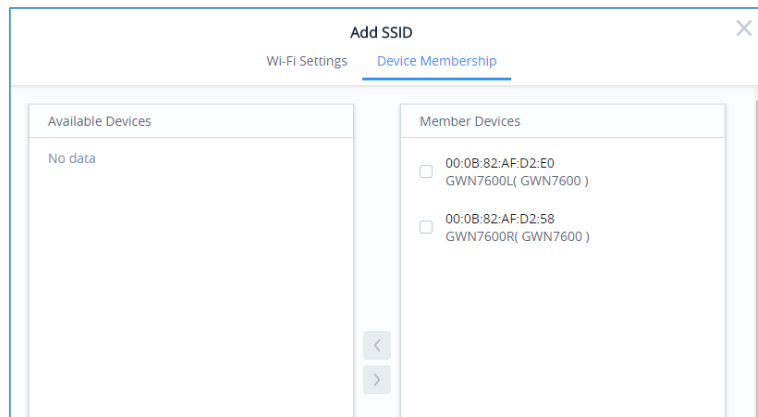 Add SSID
Wi-Fi Settings Device Membership
Available Devices
No data
Member Devices
00:0B:82:AF:D2:E0
GWN7600L( GWN7600 )
00:0B:82:AF:D2:58
GWN7600R( GWN7600 )